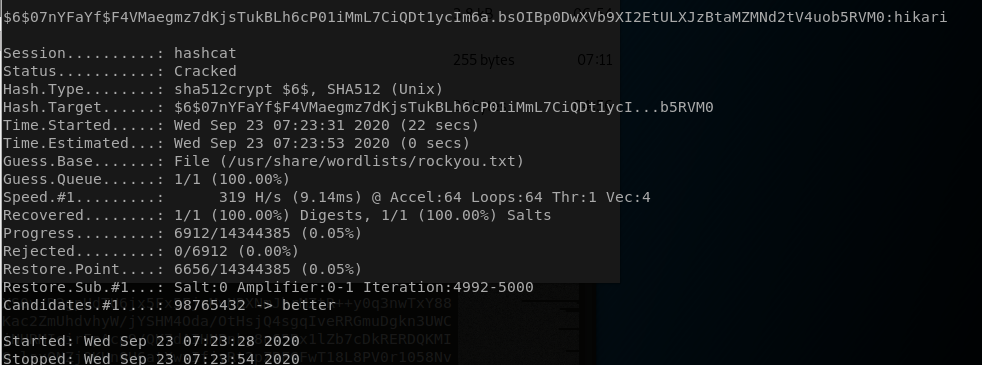 $6$07nYFaYf$F4VMaegmz7dKjsTukBLh6cP01iMmL7CiQDt1ycIm6a.bsOIBp0DwXVb9XI2EtULXJzBtaMZMNd2tV4uob5RVM0:hikari
255 bytes 07:11
Session..........: hashcat
Status...........: Cracked
Hash.Type........: sha512crypt $6$, SHA512 (Unix)
Hash.Target......: $6$07nYFaYf$F4VMaegmz7dKjsTukBLh6cP01iMmL7CiQDt1ycI...b5RVM0
Time.Started.....: Wed Sep 23 07:23:31 2020 (22 secs)
Time.Estimated...: Wed Sep 23 07:23:53 2020 (0 secs)
Guess.Base.......: File (/usr/share/wordlists/rockyou.txt)
Guess.Queue......: 1/1 (100.00%)
Speed.#1.........:      319 H/s (9.14ms) @ Accel:64 Loops:64 Thr:1 Vec:4
Recovered........: 1/1 (100.00%) Digests, 1/1 (100.00%) Salts
Progress.........: 6912/14344385 (0.05%)
Rejected.........: 0/6912 (0.00%)
Restore.Point....: 6656/14344385 (0.05%)
Restore.Sub.#1...: Salt:0 Amplifier:0-1 Iteration:4992-5000
Candidates.#1....: 98765432 -> better
Started: Wed Sep 23 07:23:28 2020
Stopped: Wed Sep 23 07:23:54 2020